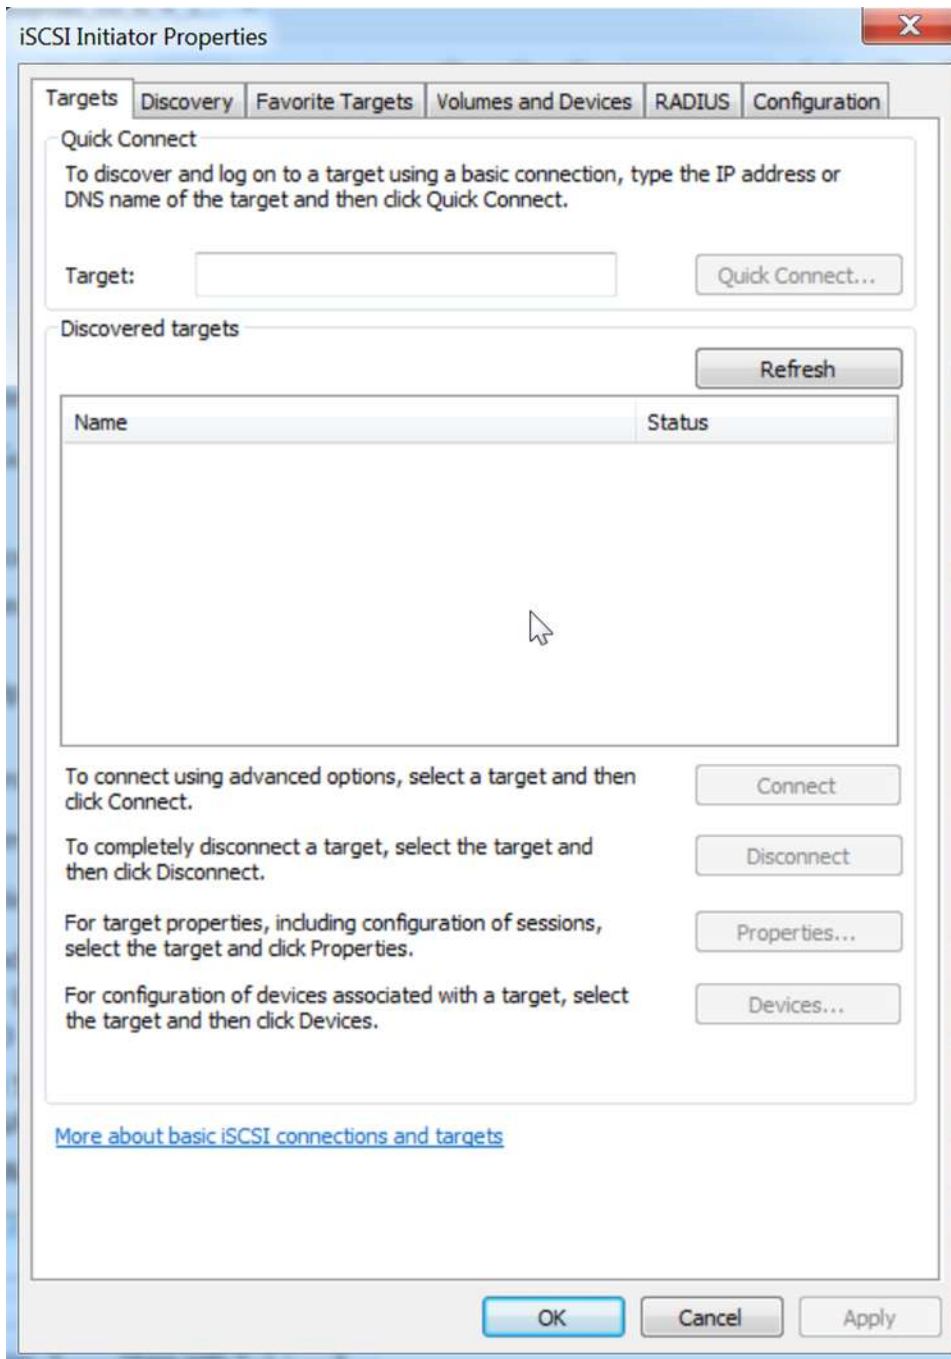 iSCSI Initiator Properties
Targets Discovery Favorite Targets Volumes and Devices RADIUS Configuration
Quick Connect
To discover and log on to a target using a basic connection, type the IP address or
DNS name of the target and then click Quick Connect.
Target:
Quick Connect...
Discovered targets
Refresh
Name Status
To connect using advanced options, select a target and then
click Connect.
Connect
To completely disconnect a target, select the target and
then click Disconnect.
Disconnect
For target properties, including configuration of sessions,
select the target and click Properties.
Properties...
For configuration of devices associated with a target, select
the target and then click Devices.
Devices...
More about basic iSCSI connections and targets
OK Cancel Apply